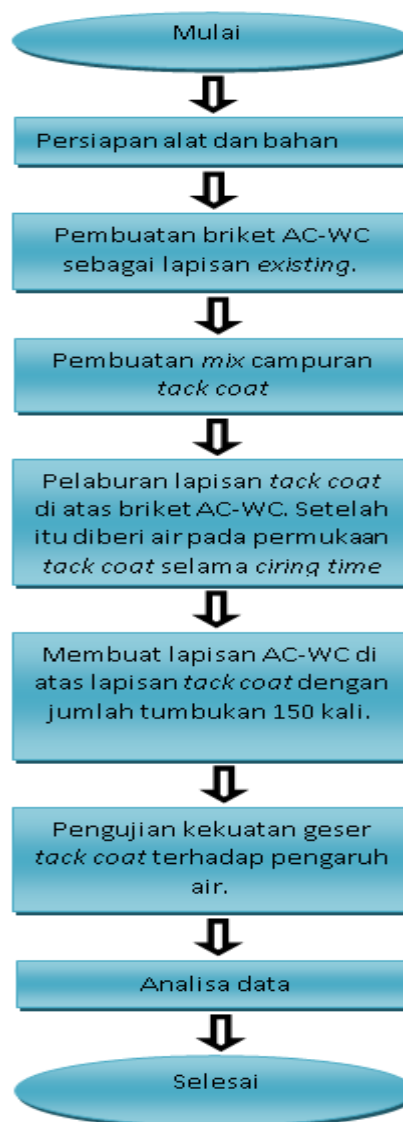 Mulai
Persiapan alat dan bahan
Pembuatan briket AC-WC
sebagai lapisan existing.
Pembuatan mix campuran
tack coat
Pelaburan lapisan tack coat
di atas briket AC-WC. Setelah
itu diberi air pada permukaan
tack coat selama ciring time
Membuat lapisan AC-WC di
atas lapisan tack coat dengan
jumlah tumbukan 150 kali.
Pengujian kekuatan geser
tack coat terhadap pengaruh
air.
Analisa data
Selesai